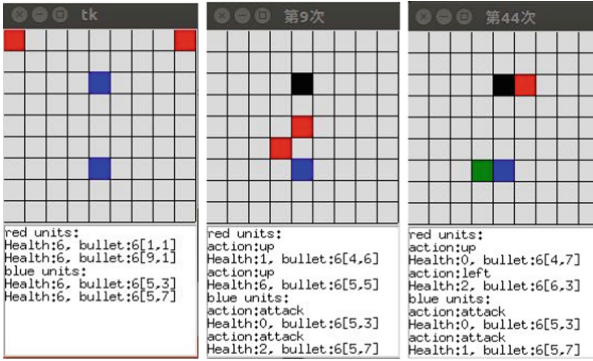 tk
red units:
Health:6, bullet:6[1,1]
Health:6, bullet:6[9,1]
blue units:
Health:6, bullet:6[5,3]
Health:6, bullet:6[5,7]
第9次
red units:
action:up
Health:1, bullet:6[4,6]
action:up
Health:6, bullet:6[5,5]
blue units:
action:attack
Health:0, bullet:6[5,3]
action:attack
Health:2, bullet:6[5,7]
第44次
red units:
action:up
Health:0, bullet:6[4,7]
action:left
Health:2, bullet:6[6,3]
blue units:
action:attack
Health:0, bullet:6[5,3]
action:attack
Health:1, bullet:6[5,7]